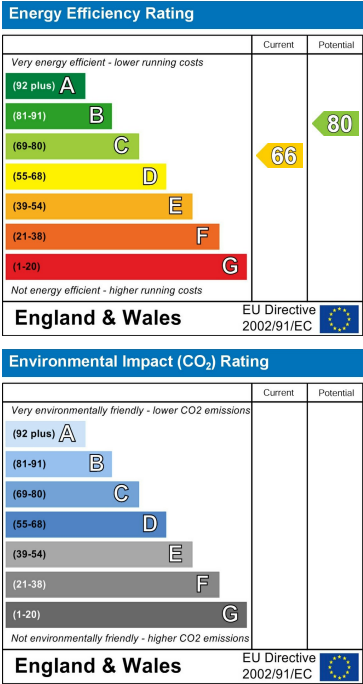 Energy Efficiency Rating
Current Potential
Very energy efficient - lower running costs
(92 plus) A
(81-91) B
80
(69-80) C
66
(55-68) D
(39-54) E
(21-38) F
(1-20) G
Not energy efficient - higher running costs
England & Wales
EU Directive
2002/91/EC
Environmental Impact (CO₂) Rating
Current Potential
Very environmentally friendly - lower CO2 emissions
(92 plus) A
(81-91) B
(69-80) C
(55-68) D
(39-54) E
(21-38) F
(1-20) G
Not environmentally friendly - higher CO2 emissions
England & Wales
EU Directive
2002/91/EC